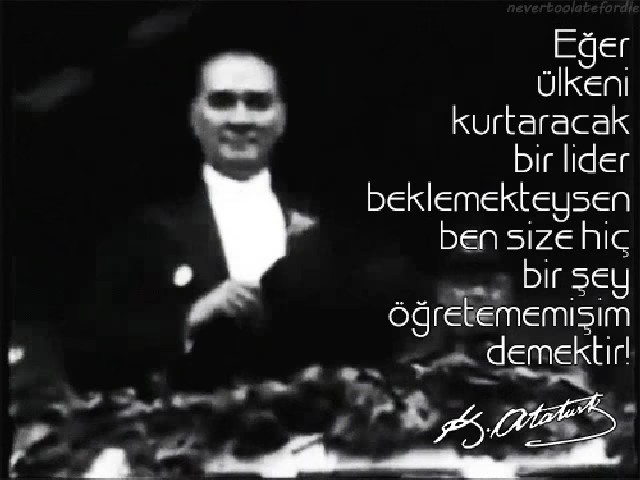 nevertoolatefordie
Eğer
ülkeni
kurtaracak
bir lider
beklemekteysen
ben size hiç
bir şey
öğretememişim
demektir!
K. Atatürk